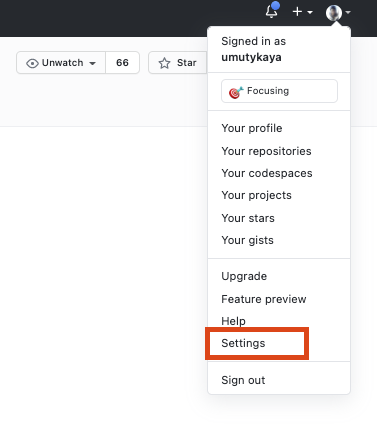 Unwatch
66
Star
Signed in as
umutykaya
Focusing
Your profile
Your repositories
Your codespaces
Your projects
Your stars
Your gists
Upgrade
Feature preview
Help
Settings
Sign out